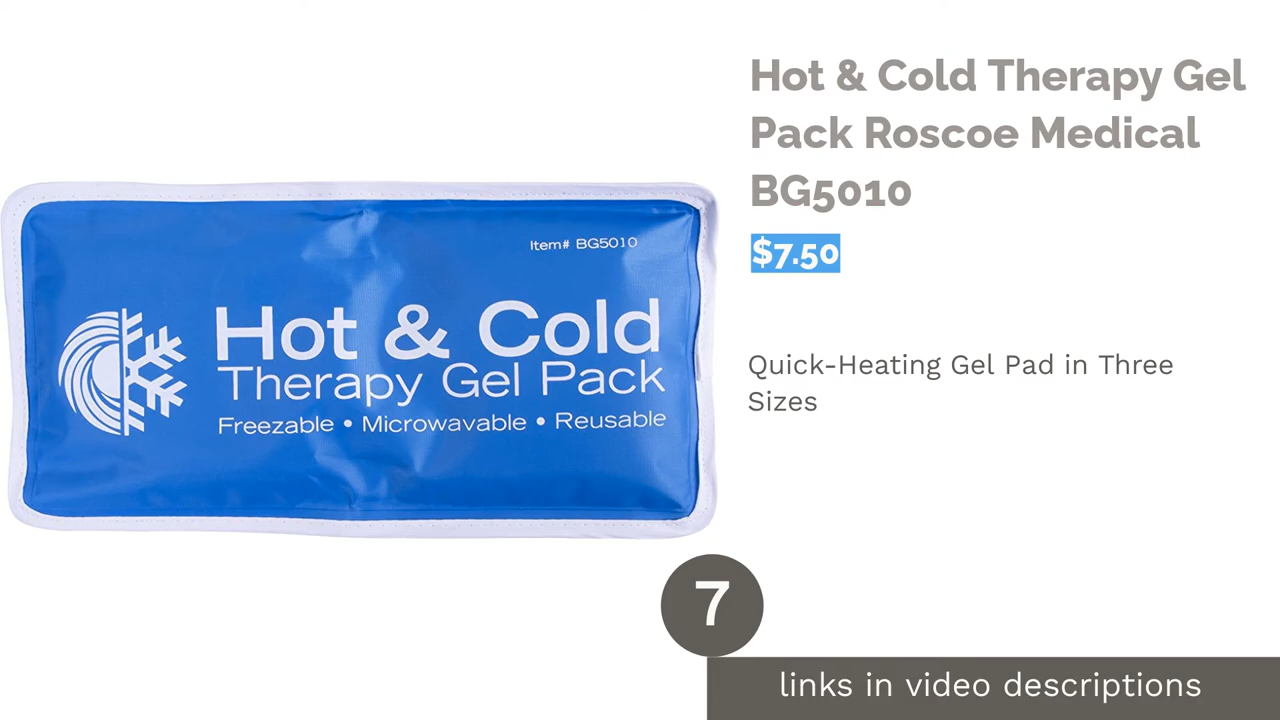 Hot & Cold Therapy Gel
Pack Roscoe Medical
BG5010
$7.50
Item# BG5010
Hot & Cold
Therapy Gel Pack
Freezable • Microwavable • Reusable
Quick-Heating Gel Pad in Three
Sizes
7
links in video descriptions